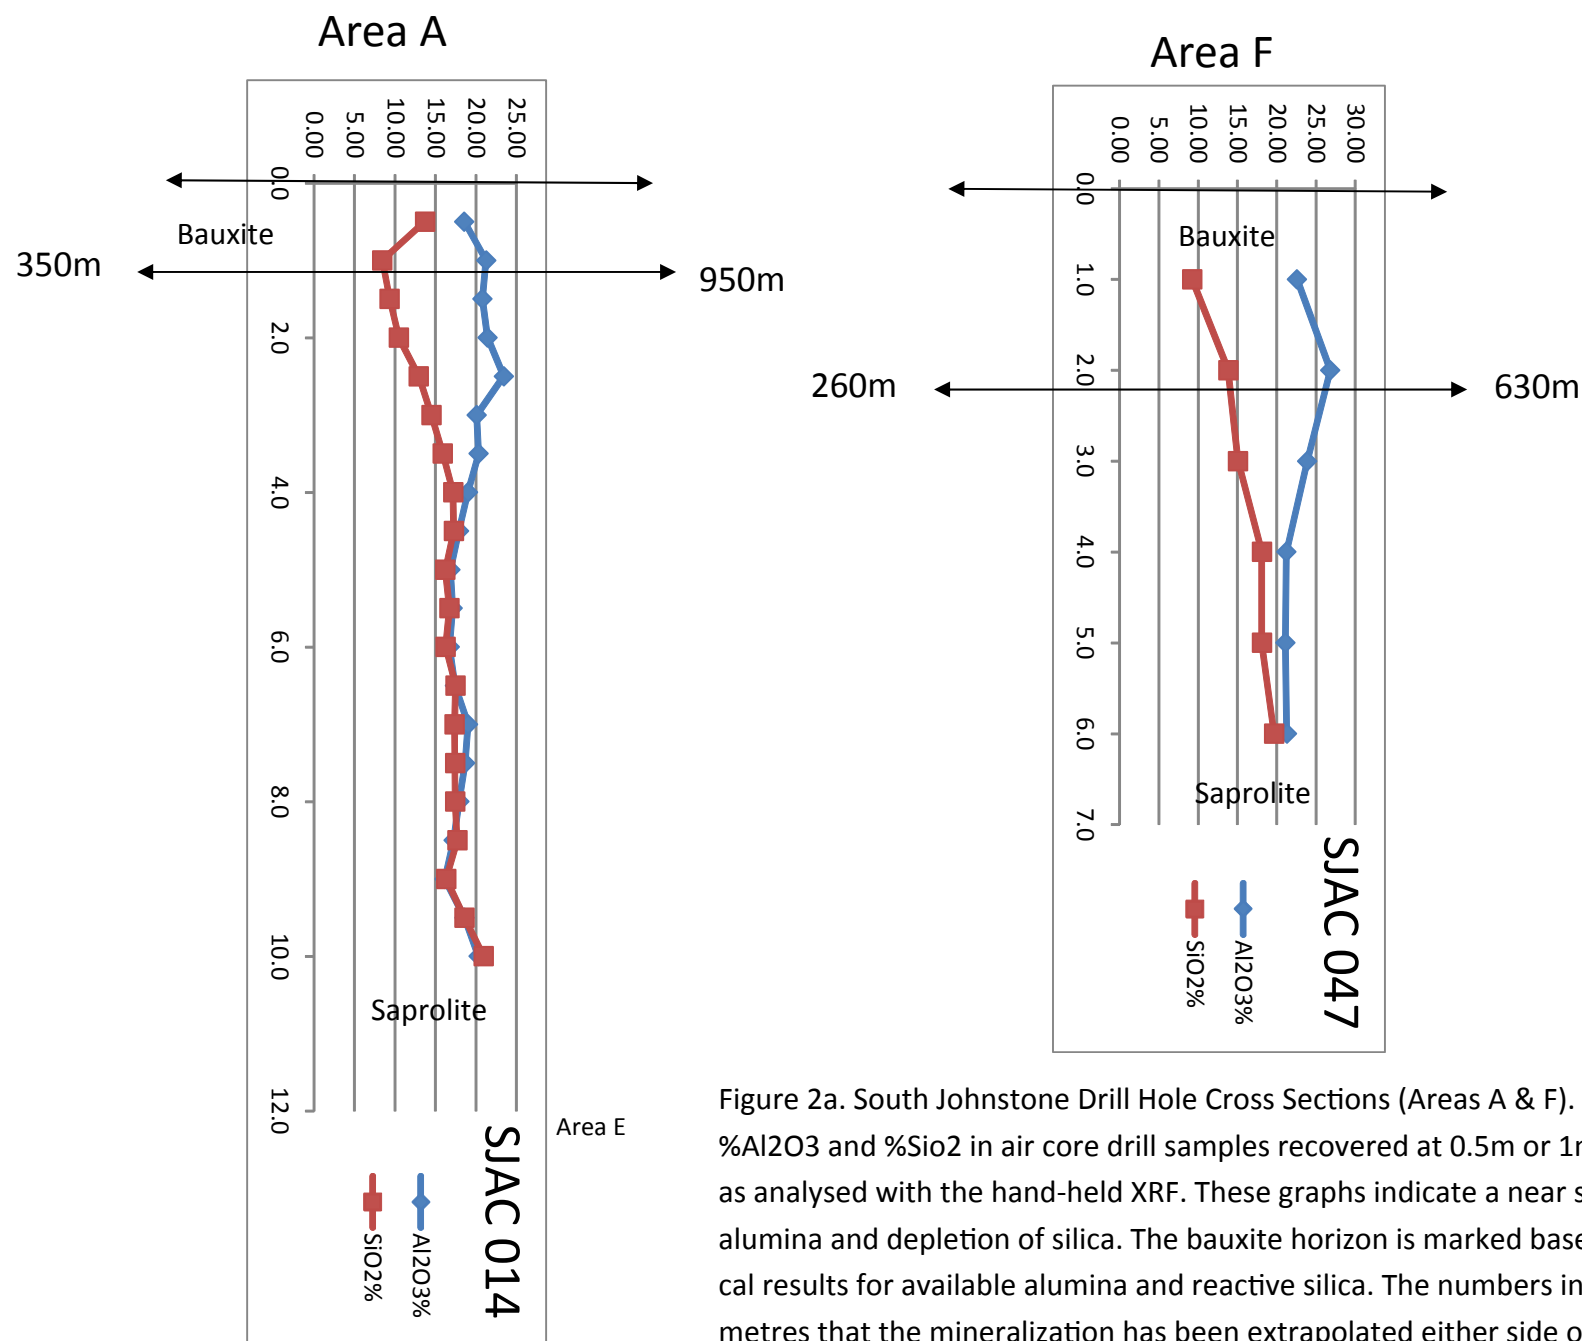 Area A
0.00
5.00
10.00
15.00
20.00
25.00
0.0
Bauxite
350m
950m
2.0
4.0
6.0
8.0
10.0
Saprolite
12.0
SJAC 014
Al2O3%
SiO2%
Area E
Area F
0.00
5.00
10.00
15.00
20.00
25.00
30.00
0.0
Bauxite
1.0
2.0
260m
630m
3.0
4.0
5.0
6.0
Saprolite
7.0
SJAC 047
Al2O3%
SiO2%
Figure 2a. South Johnstone Drill Hole Cross Sections (Areas A & F).
%Al2O3 and %Sio2 in air core drill samples recovered at 0.5m or
as analysed with the hand-held XRF. These graphs indicate a near
alumina and depletion of silica. The bauxite horizon is marked
cal results for available alumina and reactive silica. The numbers in
metres that the mineralization has been extrapolated either side